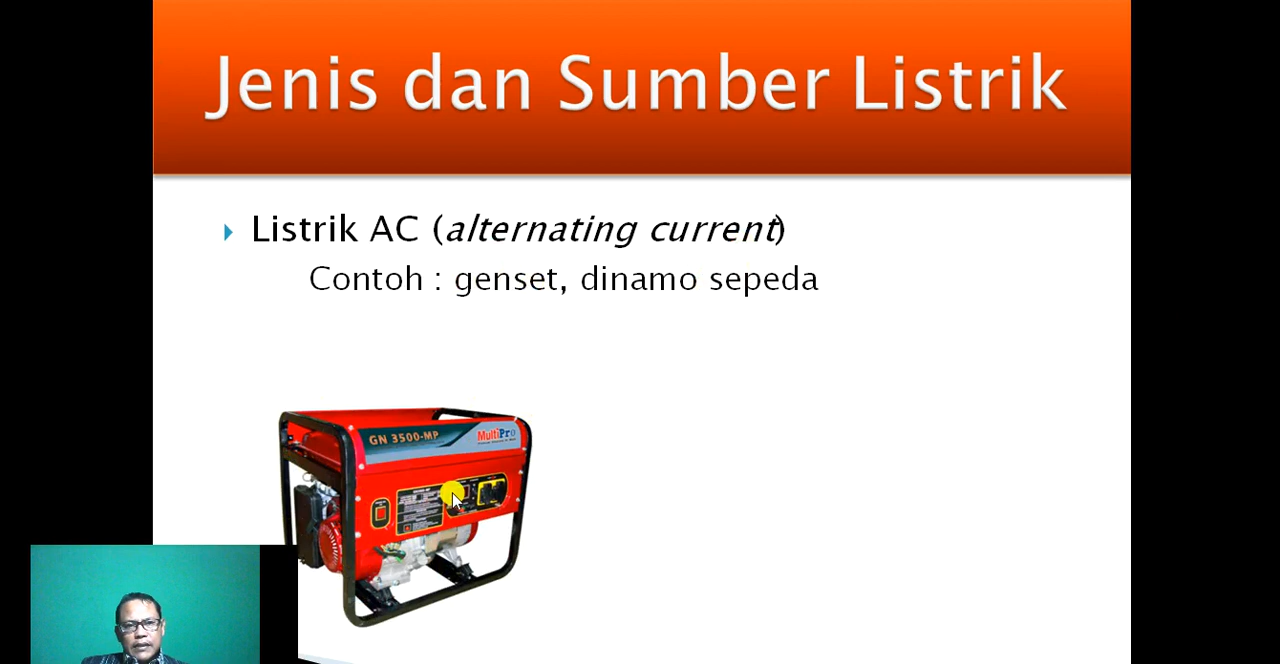 Jenis dan Sumber Listrik
Listrik AC (alternating current)
Contoh : genset, dinamo sepeda
GN 3500-MP
MultiPro